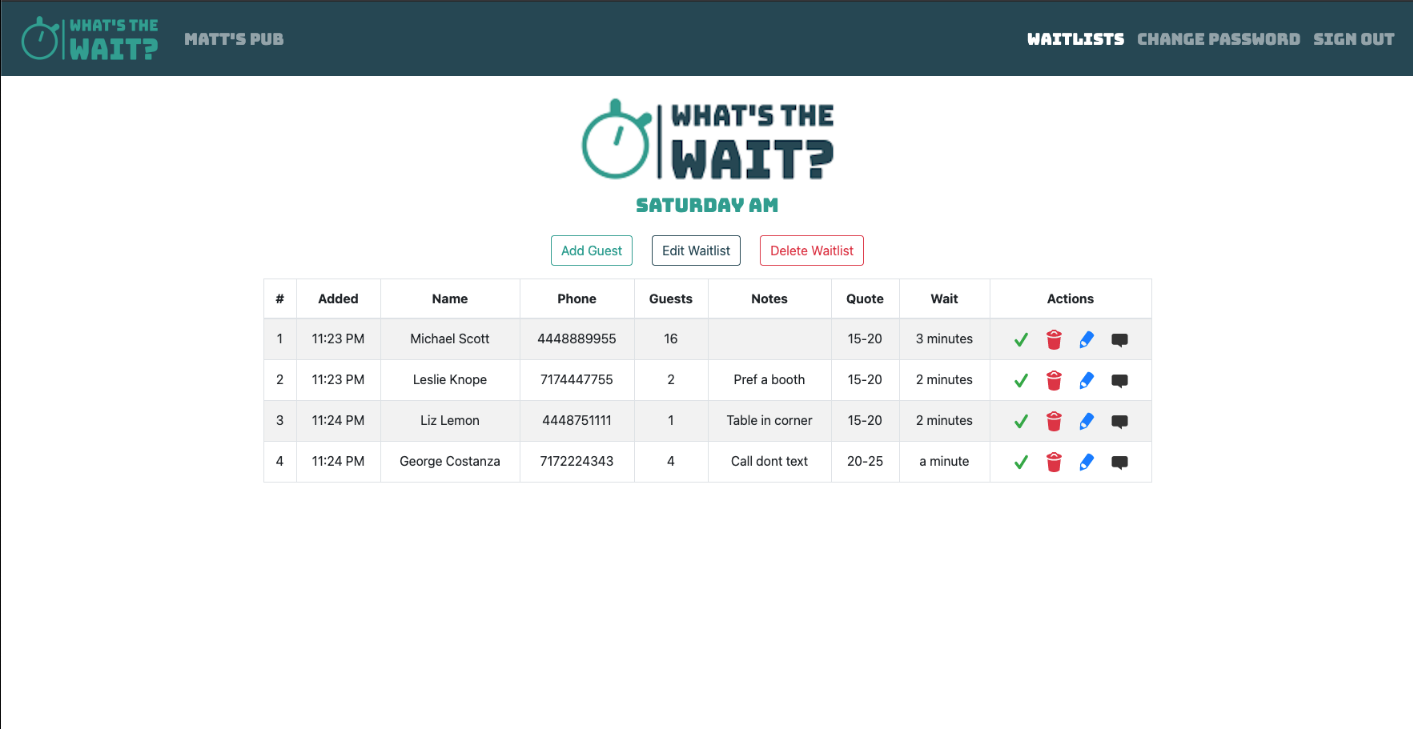 WHAT'S THE
WAIT?
MATT'S PUB
WAITLISTS CHANGE PASSWORD SIGN OUT
WHAT'S THE
WAIT?
SATURDAY AM
Add Guest Edit Waitlist Delete Waitlist
# Added Name Phone Guests Notes Quote Wait Actions
1 11:23 PM Michael Scott 4448889955 16 15-20 3 minutes
2 11:23 PM Leslie Knope 7174447755 2 Pref a booth 15-20 2 minutes
3 11:24 PM Liz Lemon 4448751111 1 Table in corner 15-20 2 minutes
4 11:24 PM George Costanza 7172224343 4 Call dont text 20-25 a minute